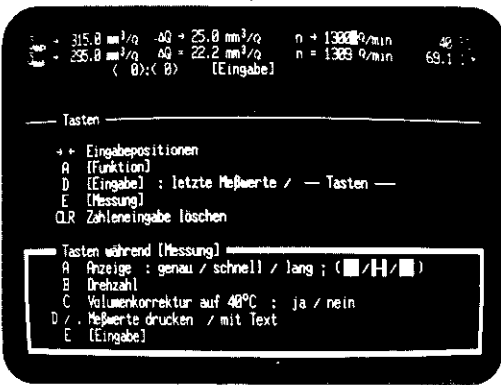 → 315.0 mm³/Q ΔQ → 25.0 mm³/Q n → 1300 Q/min 40
→ 295.0 mm³/Q ΔQ = 22.2 mm³/Q n = 1309 Q/min 69.1
( 0):( 0) [Eingabe]
Tasten
→ ← Eingabepositionen
A [Funktion]
D [Eingabe] : letzte Meßwerte / — Tasten —
E [Messung]
CLR Zahleneingabe löschen
Tasten während [Messung]
A Anzeige : genau / schnell / lang ; ( / / )
B Drehzahl
C Volumenkorrektur auf 40°C : ja / nein
D / . Meßwerte drucken / mit Text
E [Eingabe]